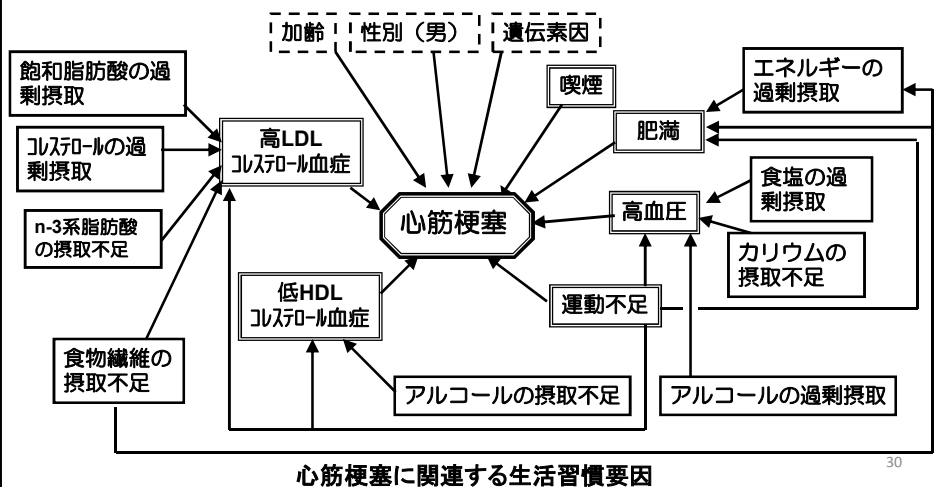 加齢
性別（男）
遺伝素因
飽和脂肪酸の過
剰摂取
喫煙
エネルギーの
過剰摂取
ｺﾚｽﾃﾛｰﾙの過
剰摂取
高LDL
ｺﾚｽﾃﾛｰﾙ血症
肥満
食塩の過
剰摂取
n-3系脂肪酸
の摂取不足
心筋梗塞
高血圧
カリウムの
摂取不足
低HDL
ｺﾚｽﾃﾛｰﾙ血症
運動不足
食物繊維の
摂取不足
アルコールの摂取不足
アルコールの過剰摂取
心筋梗塞に関連する生活習慣要因
30